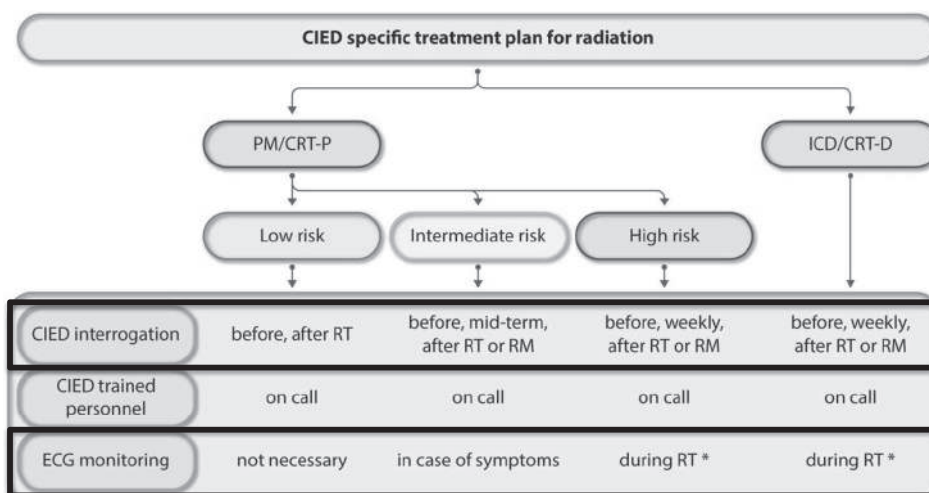 CIED specific treatment plan for radiation
PM/CRT-P
ICD/CRT-D
Low risk
Intermediate risk
High risk
CIED interrogation
before, after RT
before, mid-term,
after RT or RM
before, weekly,
after RT or RM
before, weekly,
after RT or RM
CIED trained
personnel
on call
on call
on call
on call
ECG monitoring
not necessary
in case of symptoms
during RT *
during RT *